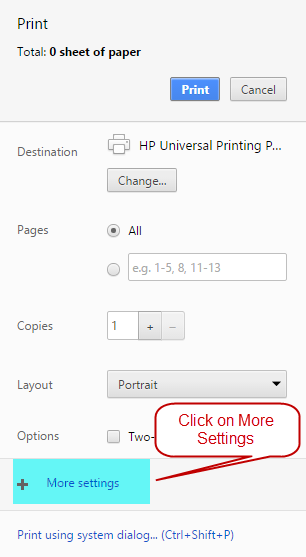 Print
Total: 0 sheet of paper
Print Cancel
Destination HP Universal Printing P...
Change...
Pages All
e.g. 1-5, 8, 11-13
Copies 1 + −
Layout Portrait
Options Two-
Click on More
Settings
+ More settings
Print using system dialog... (Ctrl+Shift+P)